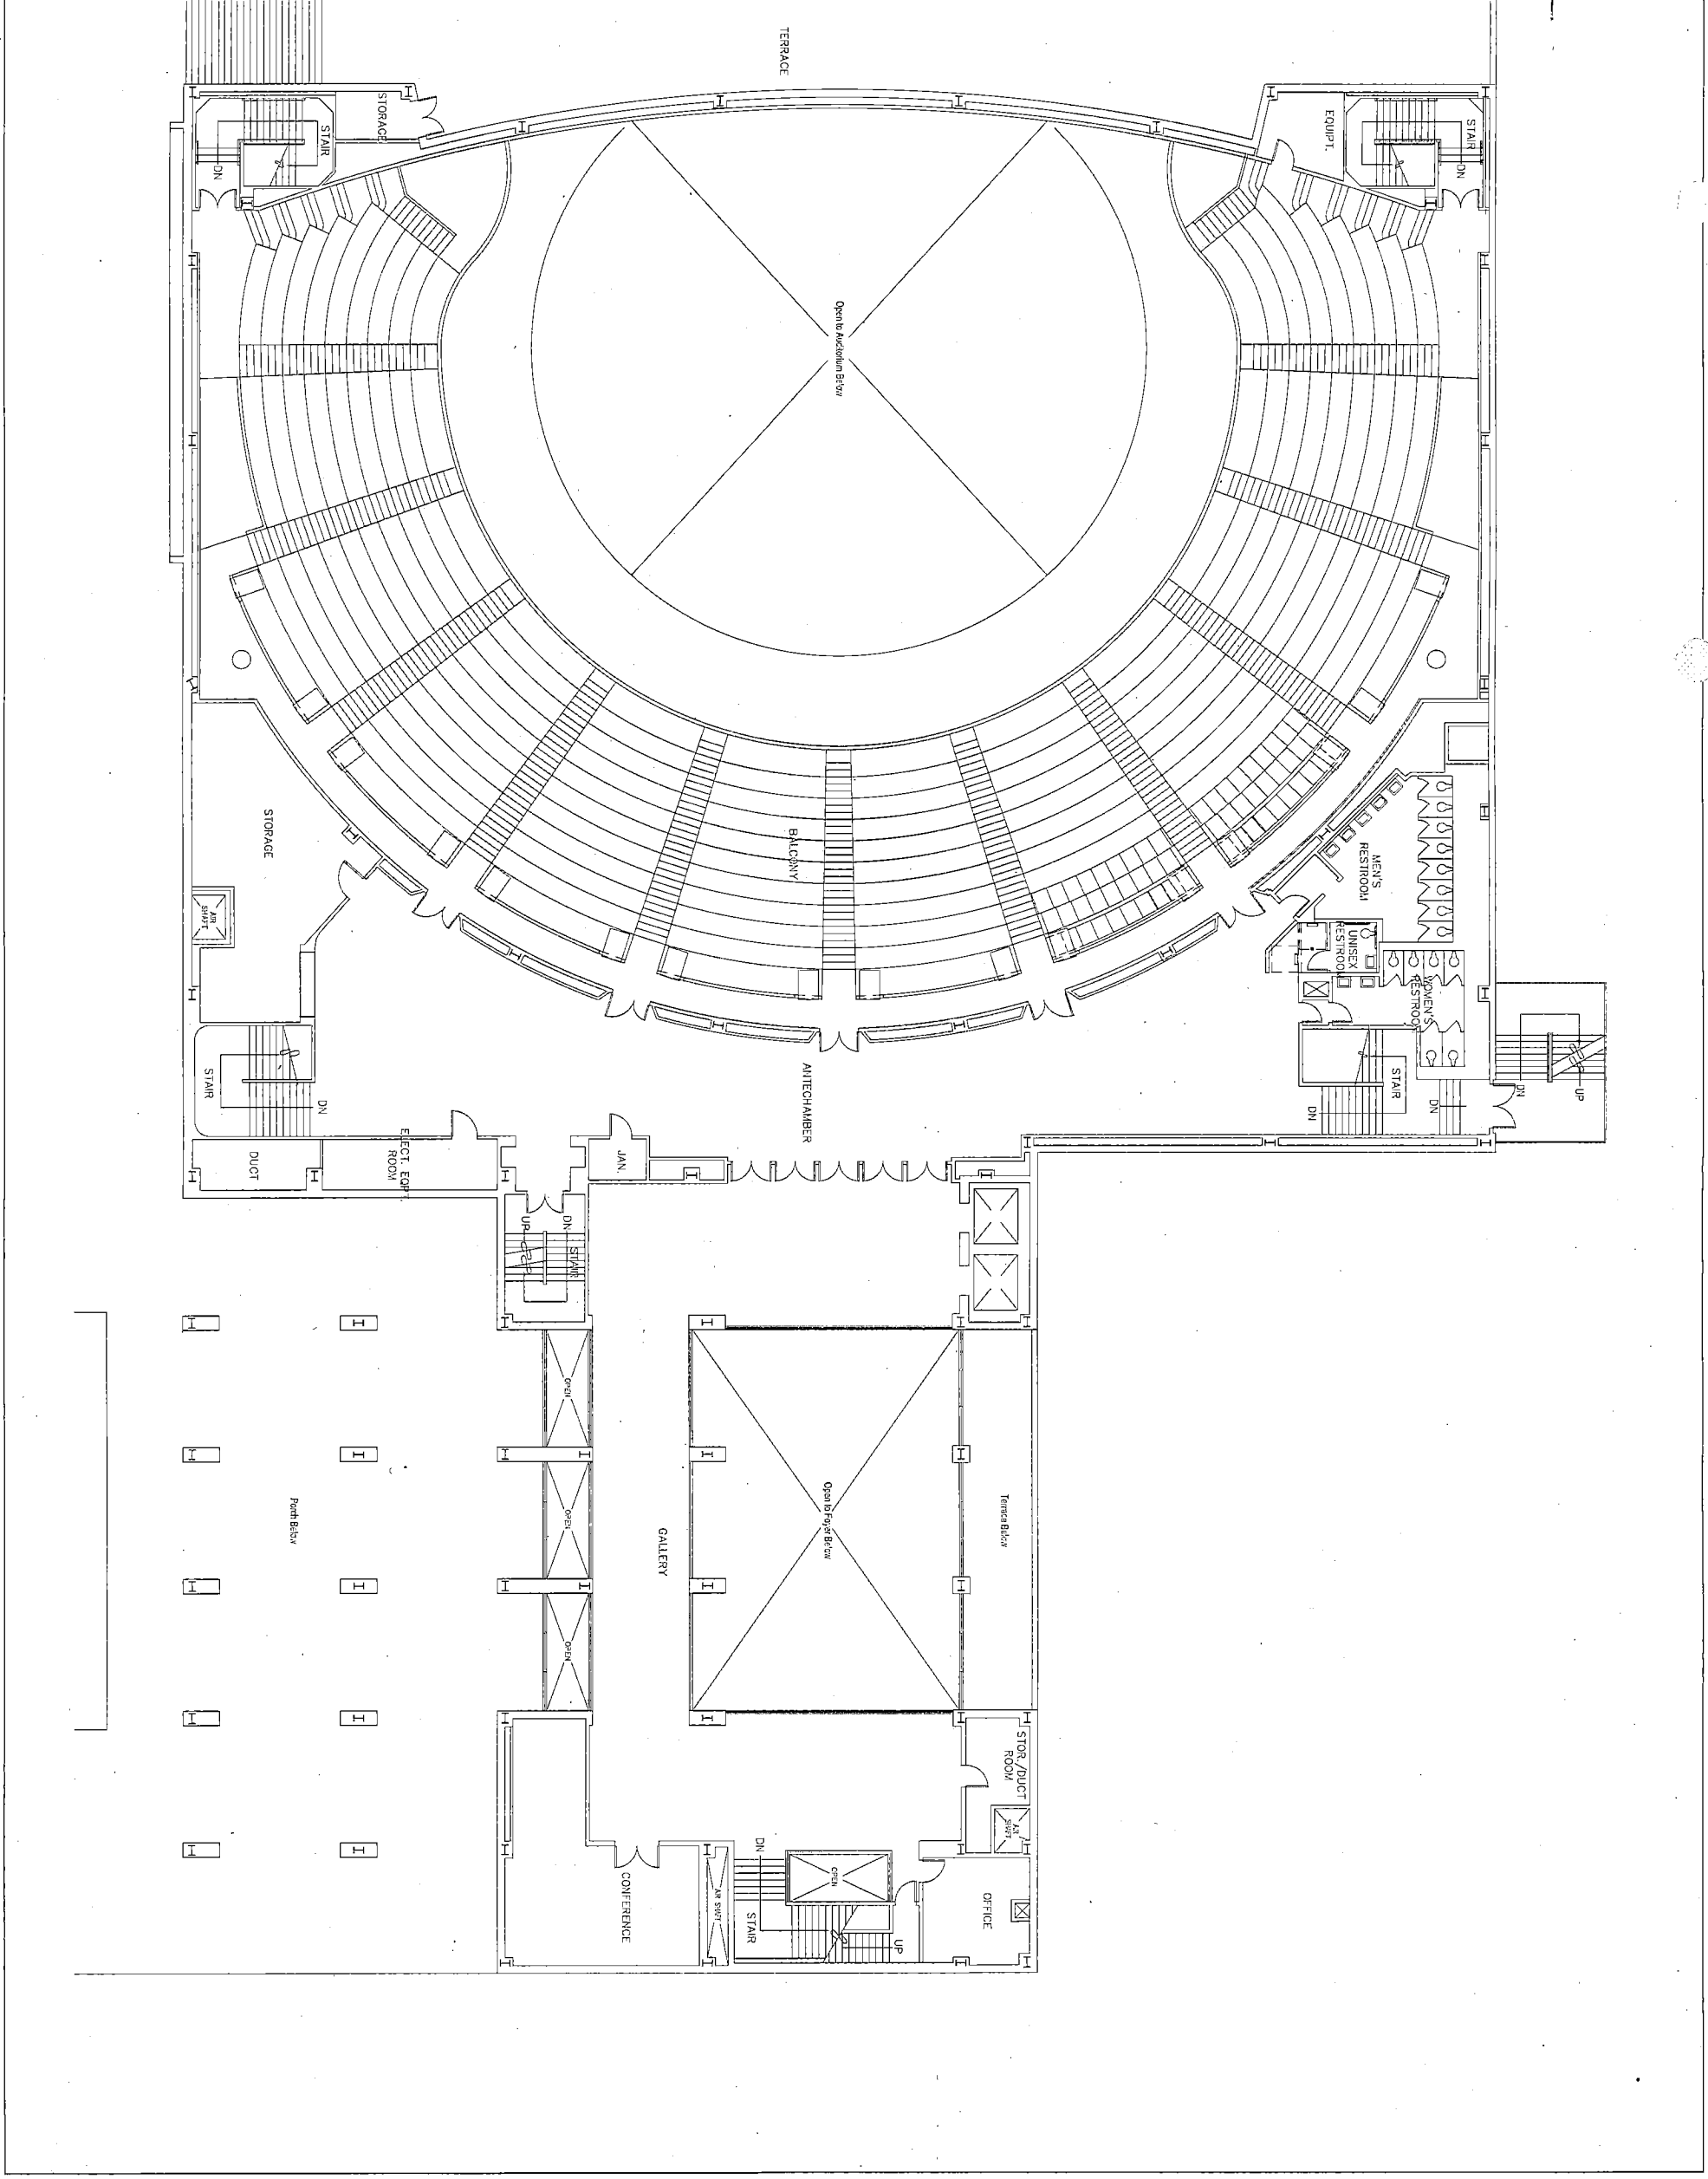 TERRACE
STORAGE
STAIR
DN
EQUIPT.
STAIR
DN
Open to Auditorium Below
BALCONY
STORAGE
AIR
SHAFT
MEN'S
RESTROOM
UNISEX
RESTROOM
WOMEN'S
RESTROO
STAIR
DN
ANTECHAMBER
STAIR
DN
DN
DN
UP
DUCT
ELECT. EQPT.
ROOM
JAN.
UP
DN
STAIR
OPEN
OPEN
OPEN
Porch Below
GALLERY
Open to Foyer Below
Terrace Below
STOR./DUCT
ROOM
AIR
SHAFT
CONFERENCE
AIR SHAFT
DN
STAIR
OPEN
UP
OFFICE